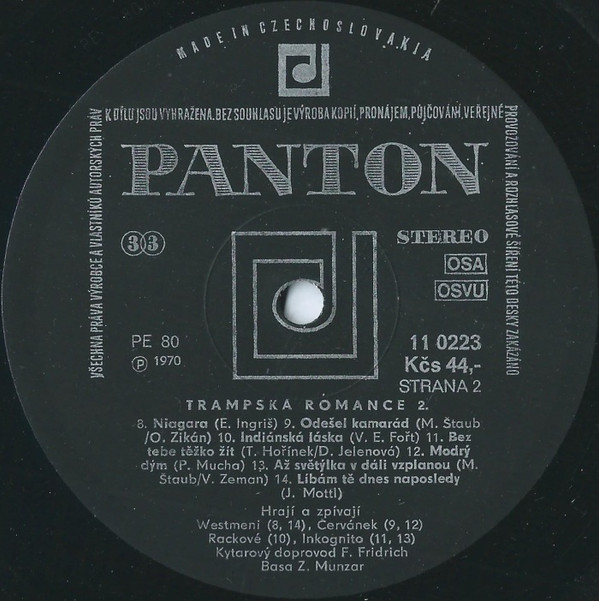 MADE IN CZECHOSLOVAKIA
VŠECHNA PRÁVA VÝROBCE A VLASTNÍKŮ AUTORSKÝCH PRÁV
K DÍLU JSOU VYHRAŽENA. BEZ SOUHLASU JE VÝROBA KOPIÍ, PRONÁJEM, PŮJČOVÁNÍ, VEŘEJNÉ
PROVOZOVÁNÍ A ROZHLASOVÉ ŠÍŘENÍ TÉTO DESKY ZAKÁZÁNO
PANTON
33
STEREO
OSA
OSVU
PE 80
Ⓟ 1970
11 0223
Kčs 44,-
STRANA 2
TRAMPSKÁ ROMANCE 2.
8. Niagara (E. Ingriš) 9. Odešel kamarád (M. Štaub
/O. Zikán) 10. Indiánská láska (V. E. Fořt) 11. Bez
tebe těžko žít (T. Hořínek/D. Jelenová) 12. Modrý
dým (P. Mucha) 13. Až světýlka v dáli vzplanou (M.
Štaub/V. Zeman) 14. Líbám tě dnes naposledy
(J. Mottl)
Hrají a zpívají
Westmeni (8, 14), Červánek (9, 12)
Rackové (10), Inkognito (11, 13)
Kytarový doprovod F. Fridrich
Basa Z. Munzar